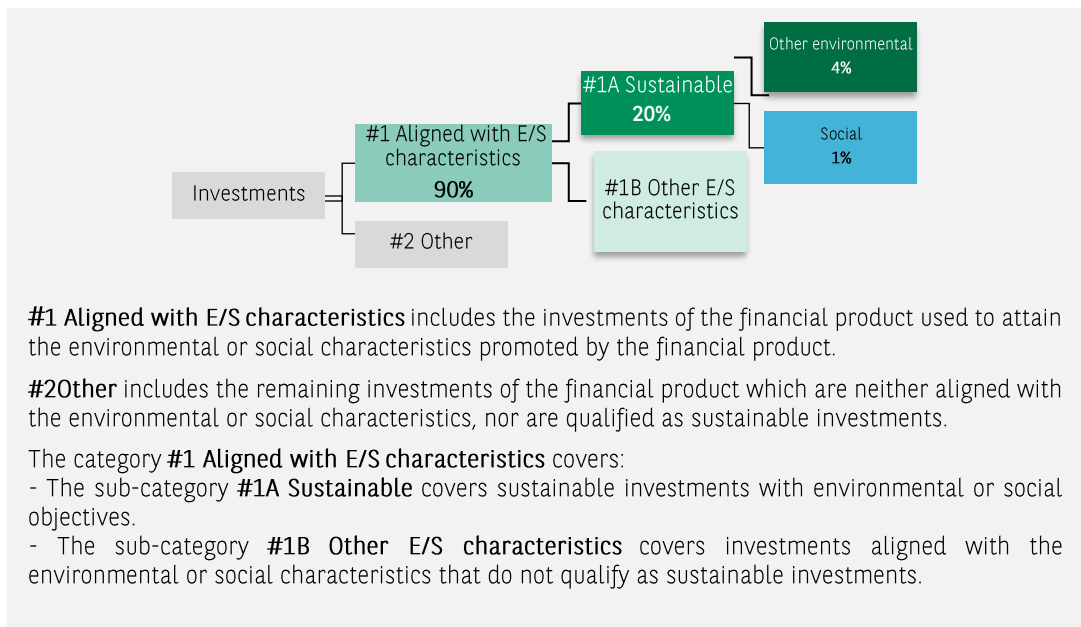 Other environmental
4%
#1A Sustainable
20%
Social
1%
#1 Aligned with E/S
characteristics
90%
#1B Other E/S
characteristics
Investments
#2 Other
#1 Aligned with E/S characteristics includes the investments of the financial product used to attain
the environmental or social characteristics promoted by the financial product.
#2Other includes the remaining investments of the financial product which are neither aligned with
the environmental or social characteristics, nor are qualified as sustainable investments.
The category #1 Aligned with E/S characteristics covers:
- The sub-category #1A Sustainable covers sustainable investments with environmental or social
objectives.
- The sub-category #1B Other E/S characteristics covers investments aligned with the
environmental or social characteristics that do not qualify as sustainable investments.